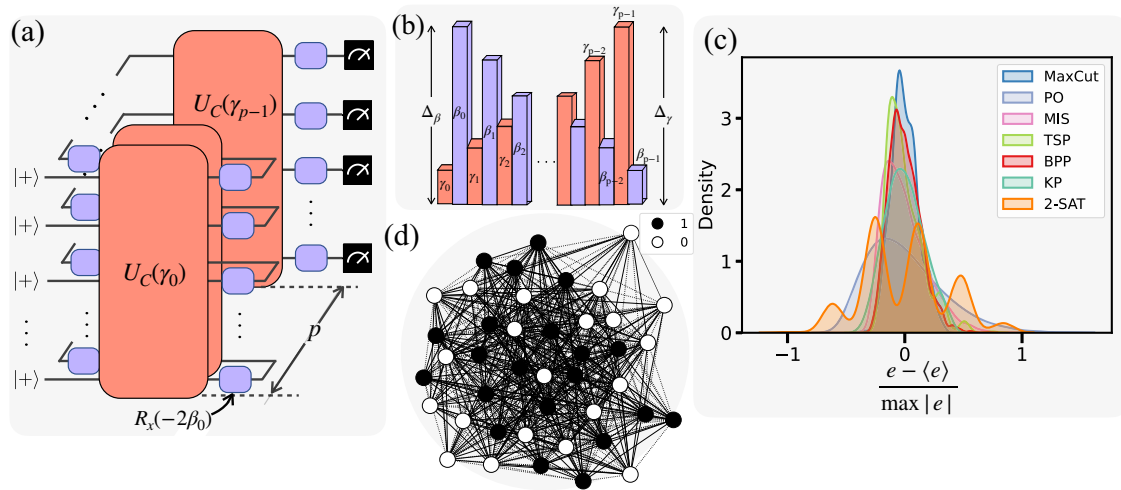 (a)
U_C(γ_{p−1})
|+⟩
|+⟩
|+⟩
|+⟩
U_C(γ_0)
p
R_x(−2β_0)
(b)
Δ_β
γ_0
β_0
γ_1
β_1
γ_2
β_2
...
γ_{p−2}
β_{p−2}
γ_{p−1}
β_{p−1}
Δ_γ
(d)
1
0
(c)
MaxCut
PO
MIS
TSP
BPP
KP
2-SAT
Density
3
2
1
0
−1
0
1
e − ⟨e⟩
max | e |